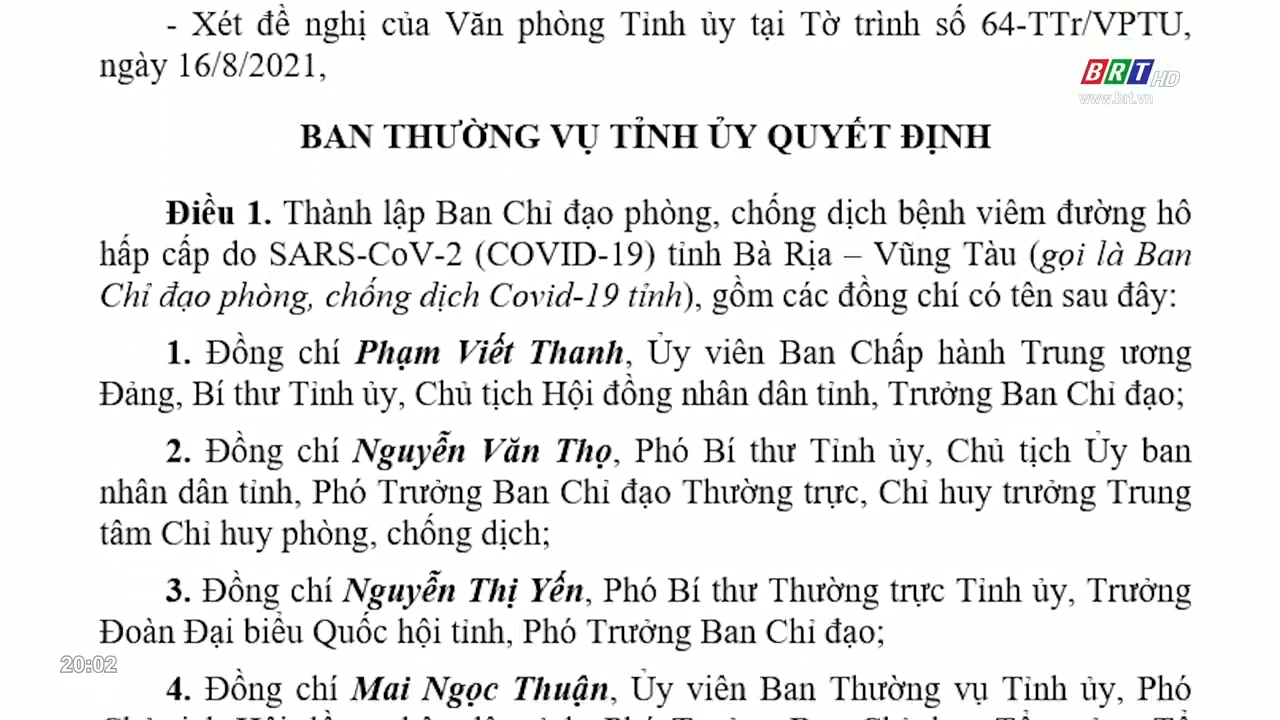 - Xét đề nghị của Văn phòng Tỉnh ủy tại Tờ trình số 64-TTr/VPTU,
ngày 16/8/2021,
BRT HD
www.brt.vn
BAN THƯỜNG VỤ TỈNH ỦY QUYẾT ĐỊNH
Điều 1. Thành lập Ban Chỉ đạo phòng, chống dịch bệnh viêm đường hô
hấp cấp do SARS-CoV-2 (COVID-19) tỉnh Bà Rịa – Vũng Tàu (gọi là Ban
Chỉ đạo phòng, chống dịch Covid-19 tỉnh), gồm các đồng chí có tên sau đây:
1. Đồng chí Phạm Viết Thanh, Ủy viên Ban Chấp hành Trung ương
Đảng, Bí thư Tỉnh ủy, Chủ tịch Hội đồng nhân dân tỉnh, Trưởng Ban Chỉ đạo;
2. Đồng chí Nguyễn Văn Thọ, Phó Bí thư Tỉnh ủy, Chủ tịch Ủy ban
nhân dân tỉnh, Phó Trưởng Ban Chỉ đạo Thường trực, Chỉ huy trưởng Trung
tâm Chỉ huy phòng, chống dịch;
3. Đồng chí Nguyễn Thị Yến, Phó Bí thư Thường trực Tỉnh ủy, Trưởng
Đoàn Đại biểu Quốc hội tỉnh, Phó Trưởng Ban Chỉ đạo;
20:02
4. Đồng chí Mai Ngọc Thuận, Ủy viên Ban Thường vụ Tỉnh ủy, Phó